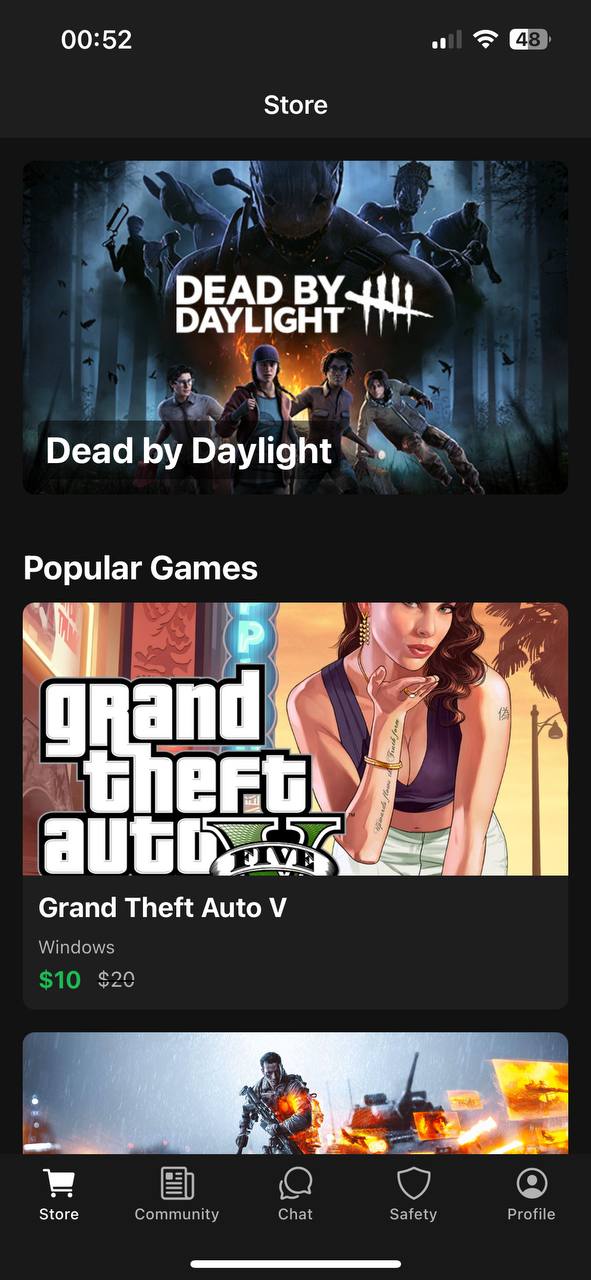 00:52
48
Store
DEAD BY
DAYLIGHT
Dead by Daylight
Popular Games
grand
theft
auto
FIVE
Grand Theft Auto V
Windows
$10 $20
Store
Community
Chat
Safety
Profile